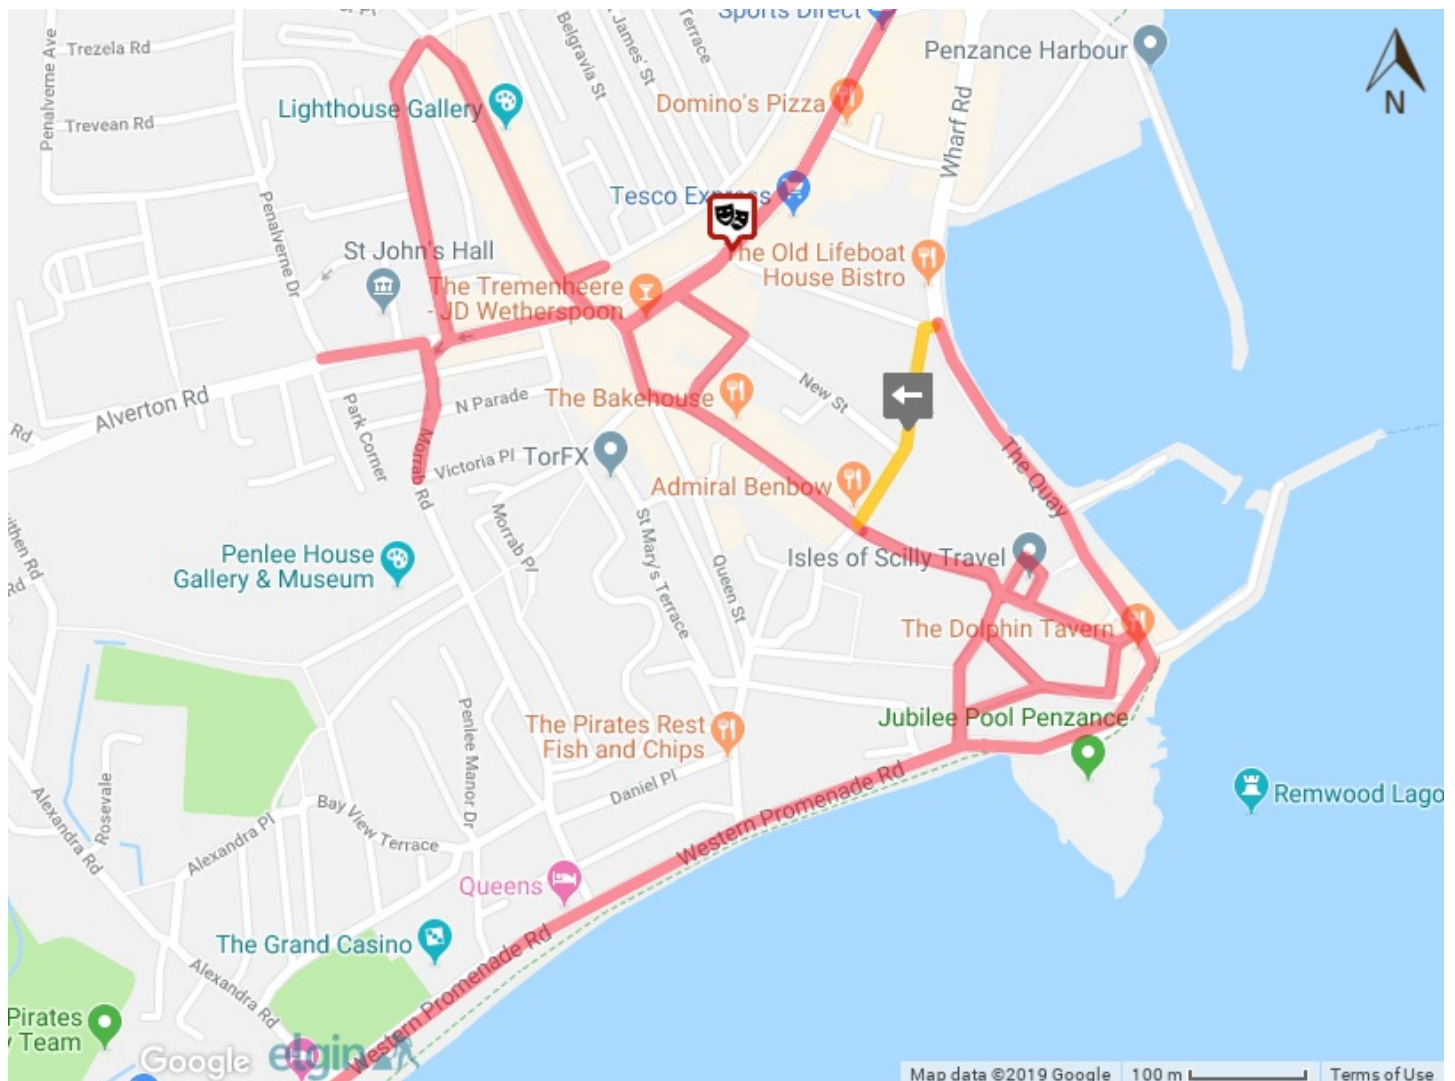 Sports Direct
Penalverne Ave
Trezela Rd
Belgravia St
James' St
Terrace
Penzance Harbour
N
Lighthouse Gallery
Domino's Pizza
Trevean Rd
Wharf Rd
Tesco Express
Penalverne Dr
St John's Hall
The Old Lifeboat
House Bistro
The Tremenheere
- JD Wetherspoon
Alverton Rd
Rd
N Parade
The Bakehouse
New St
Park Corner
Morrab Rd
Victoria Pl
TorFX
The Quay
Admiral Benbow
Morrab Pl
St Mary's Terrace
Queen St
Isles of Scilly Travel
Penlee House
Gallery & Museum
Rd
The Dolphin Tavern
The Pirates Rest
Fish and Chips
Jubilee Pool Penzance
Penlee Manor Dr
Daniel Pl
Western Promenade Rd
Remwood Lago
Rosevale
Alexandra Rd
Alexandra Pl
Bay View Terrace
Queens
The Grand Casino
Western Promenade Rd
Alexandra Rd
Pirates
Team
Western Promenade Rd
Google
elgin
Map data ©2019 Google
100 m
Terms of Use